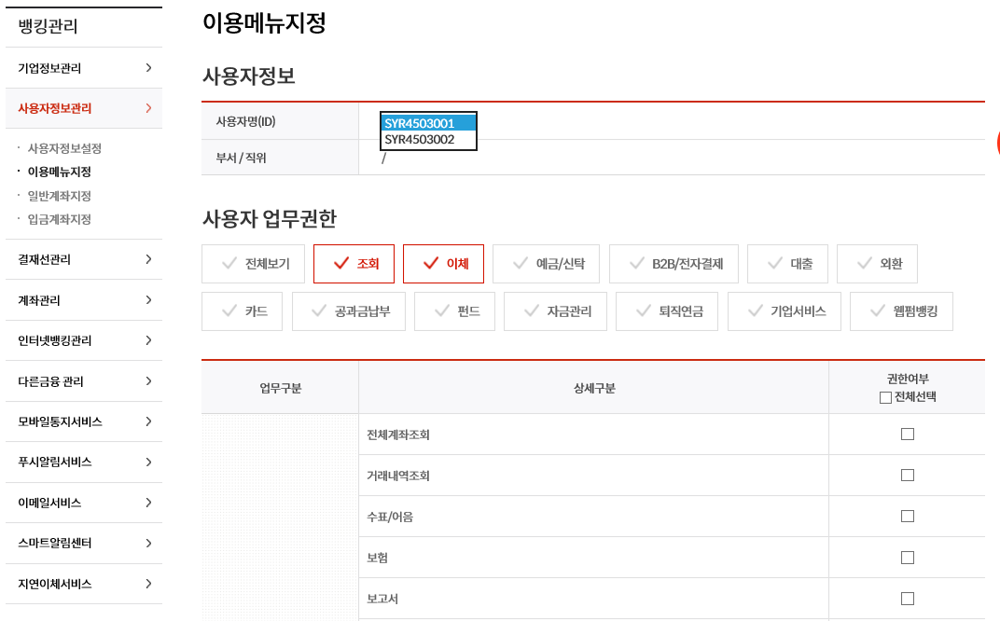 뱅킹관리
기업정보관리
사용자정보관리
· 사용자정보설정
· 이용메뉴지정
· 일반계좌지정
· 입금계좌지정
결재선관리
계좌관리
인터넷뱅킹관리
다른금융 관리
모바일통지서비스
푸시알림서비스
이메일서비스
스마트알림센터
지연이체서비스
이용메뉴지정
사용자정보
사용자명(ID)
SYR4503001
SYR4503002
부서 / 직위
/
사용자 업무권한
전체보기 조회 이체 예금/신탁 B2B/전자결제 대출 외환
카드 공과금납부 펀드 자금관리 퇴직연금 기업서비스 웹펌뱅킹
업무구분 상세구분 권한여부
전체선택
전체계좌조회
거래내역조회
수표/어음
보험
보고서